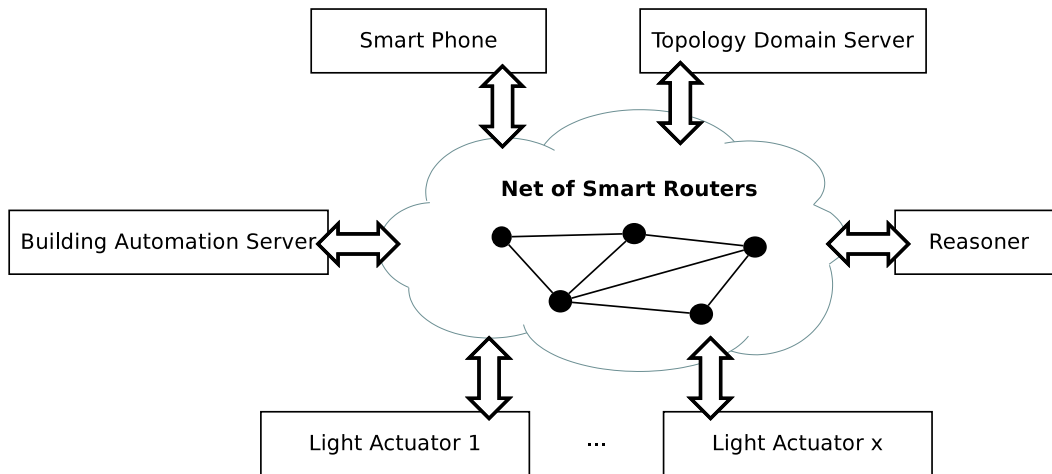 Smart Phone
Topology Domain Server
Net of Smart Routers
Building Automation Server
Reasoner
Light Actuator 1
...
Light Actuator x